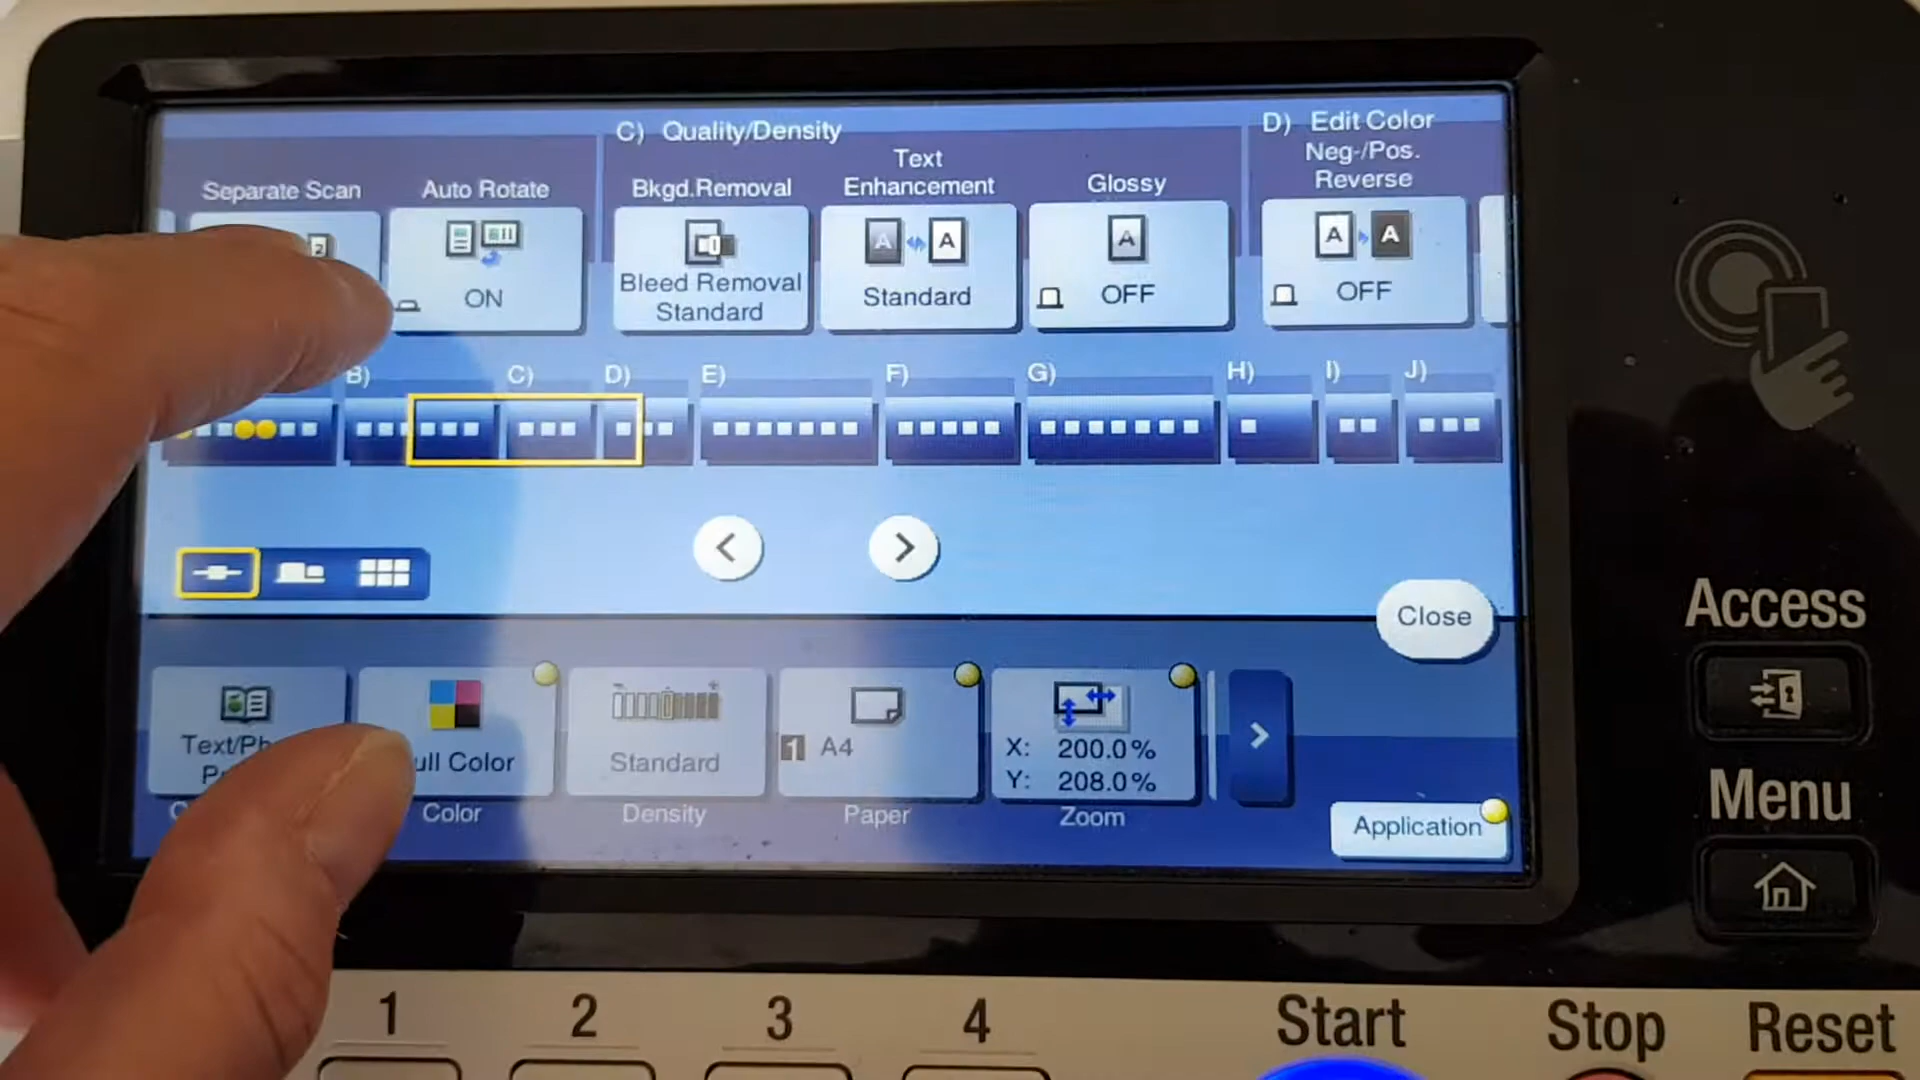 C) Quality/Density
D) Edit Color
Separate Scan
Auto Rotate
Bkgd.Removal
Text
Enhancement
Glossy
Neg-/Pos.
Reverse
2
ON
Bleed Removal
Standard
A A
Standard
A
OFF
A A
OFF
B)
C)
D)
E)
F)
G)
H)
I)
J)
<
>
Close
Text/Ph
P
ull Color
Color
- +
Standard
Density
1 A4
Paper
X: 200.0%
Y: 208.0%
Zoom
>
Application
Access
Menu
1
2
3
4
Start
Stop
Reset